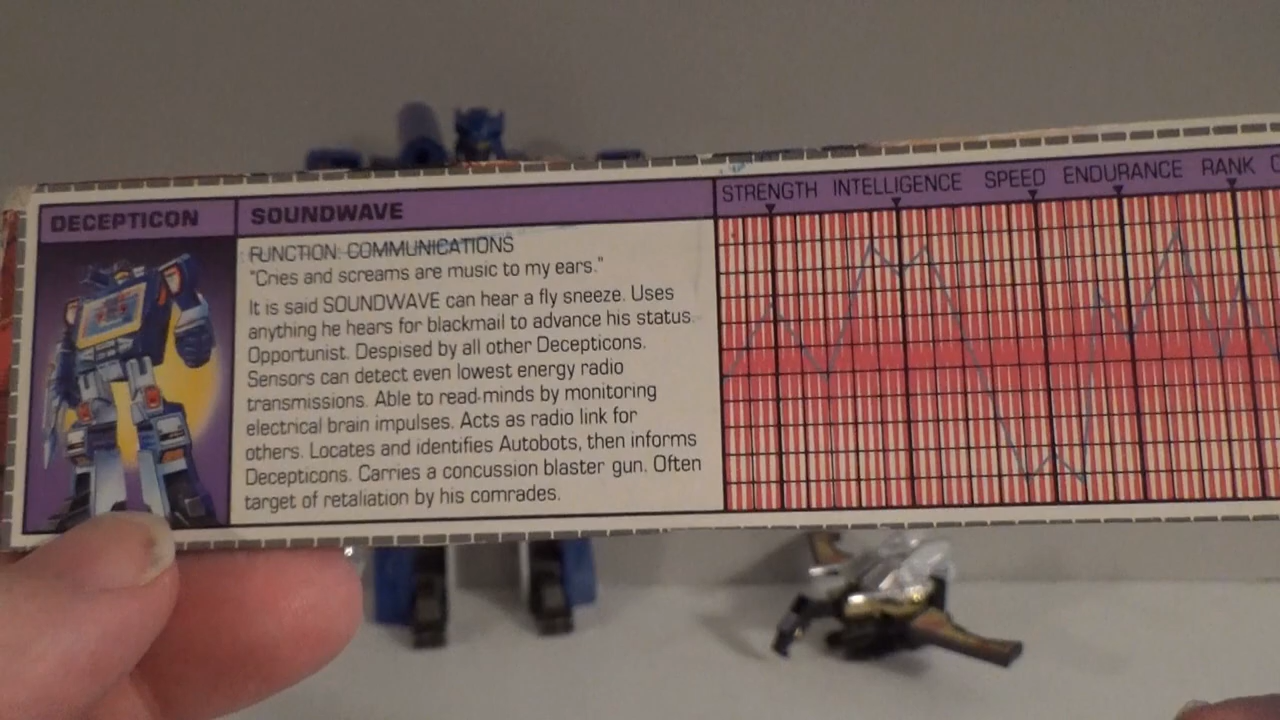 DECEPTICON
SOUNDWAVE
FUNCTION: COMMUNICATIONS
"Cries and screams are music to my ears."
It is said SOUNDWAVE can hear a fly sneeze. Uses
anything he hears for blackmail to advance his status.
Opportunist. Despised by all other Decepticons.
Sensors can detect even lowest energy radio
transmissions. Able to read minds by monitoring
electrical brain impulses. Acts as radio link for
others. Locates and identifies Autobots, then informs
Decepticons. Carries a concussion blaster gun. Often
target of retaliation by his comrades.
STRENGTH INTELLIGENCE SPEED ENDURANCE RANK C